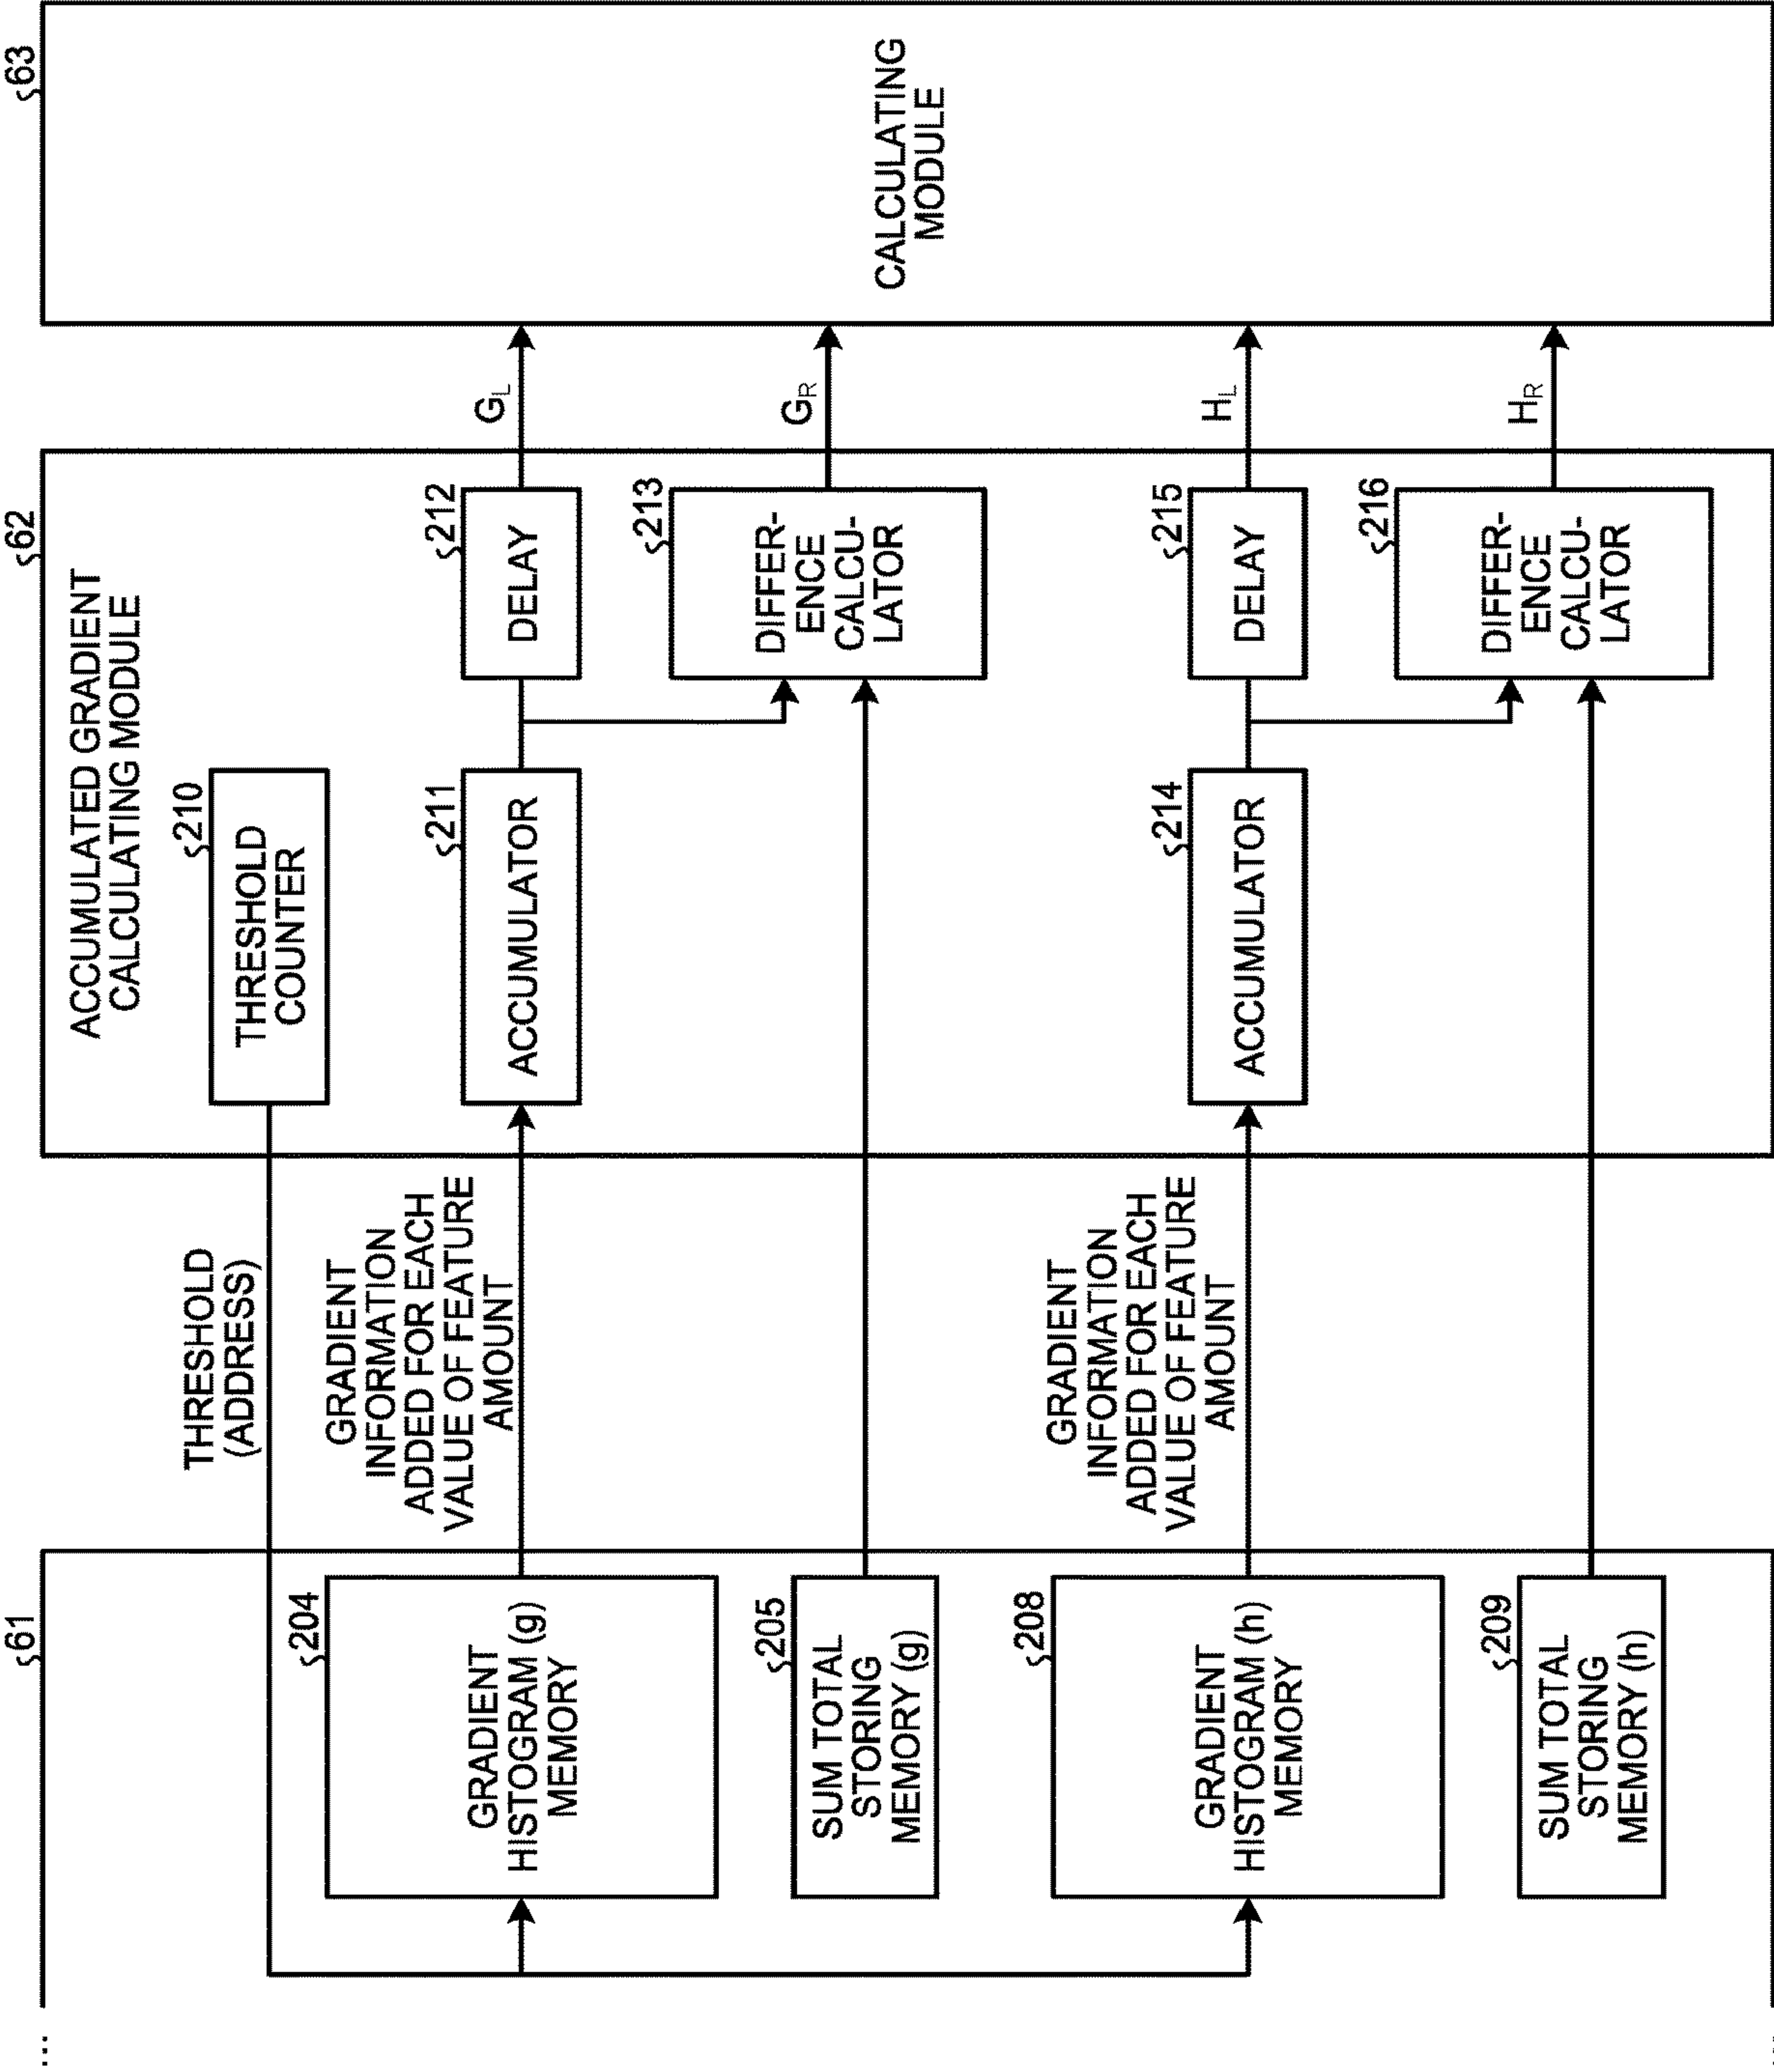 61
62
63
ACCUMULATED GRADIENT
CALCULATING MODULE
THRESHOLD
(ADDRESS)
210
THRESHOLD
COUNTER
204
GRADIENT
HISTOGRAM (g)
MEMORY
GRADIENT
INFORMATION
ADDED FOR EACH
VALUE OF FEATURE
AMOUNT
211
ACCUMULATOR
212
DELAY
GL
205
SUM TOTAL
STORING
MEMORY (g)
213
DIFFER-
ENCE
CALCU-
LATOR
GR
CALCULATING
MODULE
208
GRADIENT
HISTOGRAM (h)
MEMORY
GRADIENT
INFORMATION
ADDED FOR EACH
VALUE OF FEATURE
AMOUNT
214
ACCUMULATOR
215
DELAY
HL
209
SUM TOTAL
STORING
MEMORY (h)
216
DIFFER-
ENCE
CALCU-
LATOR
HR
...